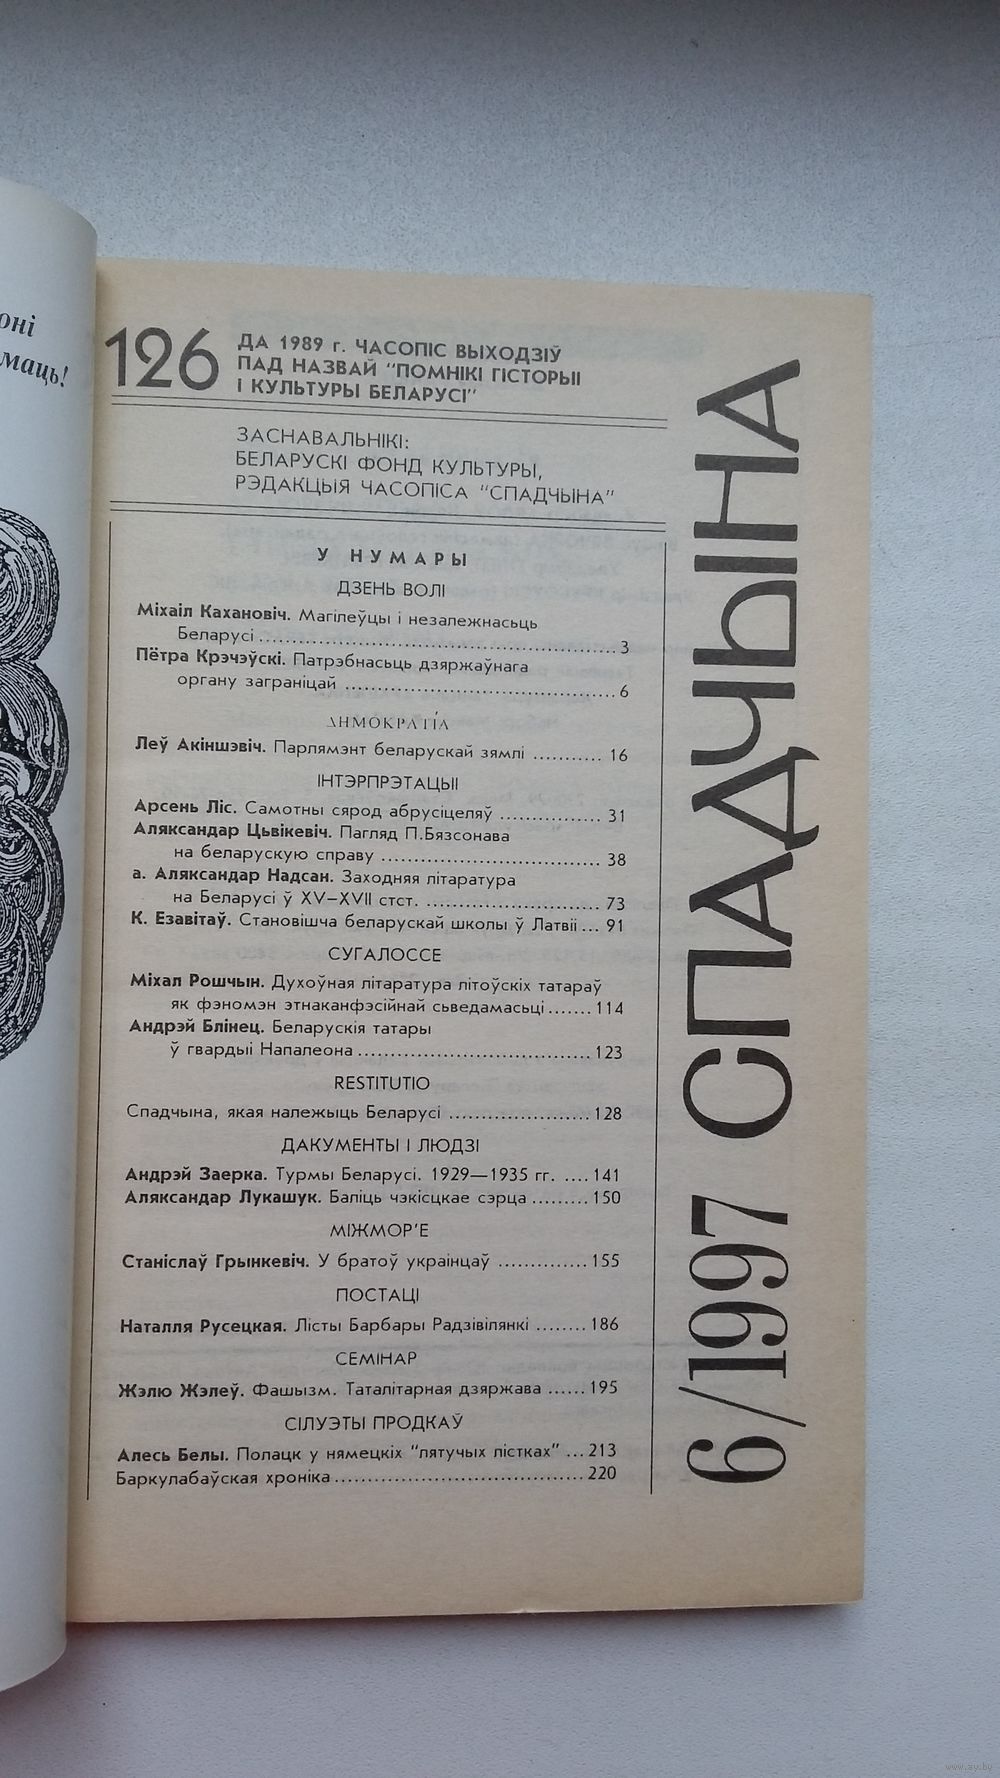 оні
маць!
126
ДА 1989 г. ЧАСОПІС ВЫХОДЗІЎ
ПАД НАЗВАЙ "ПОМНІКІ ГІСТОРЫІ
І КУЛЬТУРЫ БЕЛАРУСІ"
ЗАСНАВАЛЬНІКІ:
БЕЛАРУСКІ ФОНД КУЛЬТУРЫ,
РЭДАКЦЫЯ ЧАСОПІСА "СПАДЧЫНА"
У НУМАРЫ
ДЗЕНЬ ВОЛІ
Міхаіл Кахановіч. Магілеўцы і незалежнасьць
Беларусі ........................................ 3
Пётра Крэчэўскі. Патрэбнасьць дзяржаўнага
органу заграніцай ........................................ 6
ΔΗΜΟΚΡΑΤΊΑ
Леў Акіншэвіч. Парлямэнт беларускай зямлі ........... 16
ІНТЭРПРЭТАЦЫІ
Арсень Ліс. Самотны сярод абрусіцеляў ................ 31
Аляксандар Цьвікевіч. Пагляд П.Бязсонава
на беларускую справу .................................. 38
а. Аляксандар Надсан. Заходняя літаратура
на Беларусі ў XV–XVII стст. ........................... 73
К. Езавітаў. Становішча беларускай школы ў Латвіі ... 91
СУГАЛОССЕ
Міхал Рошчын. Духоўная літаратура літоўскіх татараў
як фэномэн этнаканфэсійнай сьведамасьці ....... 114
Андрэй Блінец. Беларускія татары
ў гвардыі Напалеона .................................... 123
RESTITUTIO
Спадчына, якая належыць Беларусі ...................... 128
ДАКУМЕНТЫ І ЛЮДЗІ
Андрэй Заерка. Турмы Беларусі. 1929—1935 гг. .... 141
Аляксандар Лукашук. Баліць чэкісцкае сэрца ......... 150
МІЖМОР'Е
Станіслаў Грынкевіч. У братоў украінцаў .............. 155
ПОСТАЦІ
Наталля Русецкая. Лісты Барбары Радзівілянкі ........ 186
СЕМІНАР
Жэлю Жэлеў. Фашызм. Таталітарная дзяржава ...... 195
СІЛУЭТЫ ПРОДКАЎ
Алесь Белы. Полацк у нямецкіх "лятучых лістках" ... 213
Баркулабаўская хроніка ...................................... 220
6/1997 СПАДЧЫНА
www.ay.by